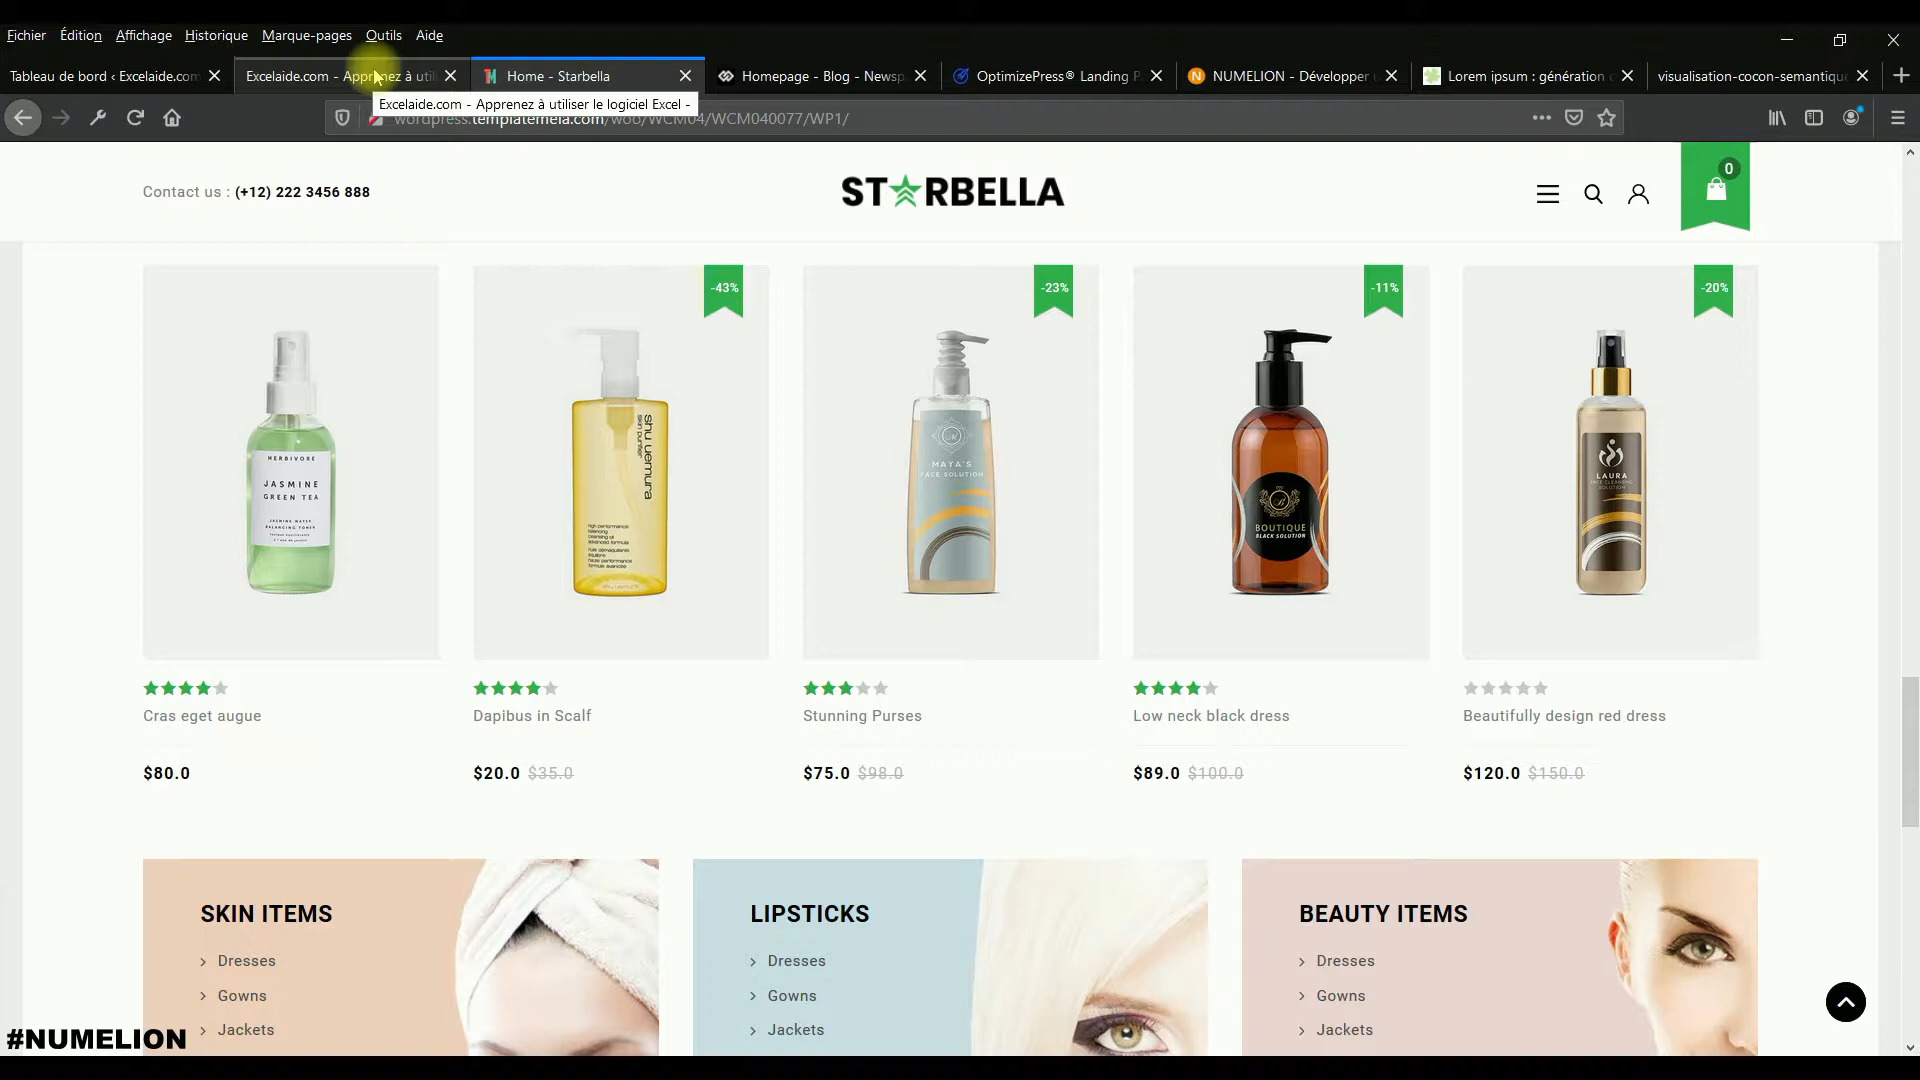 Fichier Édition Affichage Historique Marque-pages Outils Aide
Tableau de bord ‹ Excelaide.com
Excelaide.com - Apprenez à util
Home - Starbella
Homepage - Blog - Newsp
OptimizePress® Landing P
NUMELION - Développer
Lorem ipsum : génération
visualisation-cocon-semantique
Excelaide.com - Apprenez à utiliser le logiciel Excel -
wordpress.templatemela.com/woo/WCM04/WCM040077/WP1/
Contact us : (+12) 222 3456 888
STARBELLA
0
-43%
-23%
-11%
-20%
HERBIVORE
JASMINE
GREEN TEA
JASMINE WATER
BALANCING TONER
shu uemura
skin purifier
high performance
balancing
cleansing oil
advanced formula
huile démaquillante
équilibre
haute performance
formule avancée
MAYA'S
FACE SOLUTION
BOUTIQUE
BLACK SOLUTION
LAURA
FACE CLEANSING
SOLUTION
Cras eget augue
$80.0
Dapibus in Scalf
$20.0 $35.0
Stunning Purses
$75.0 $98.0
Low neck black dress
$89.0 $100.0
Beautifully design red dress
$120.0 $150.0
SKIN ITEMS
Dresses
Gowns
Jackets
LIPSTICKS
Dresses
Gowns
Jackets
BEAUTY ITEMS
Dresses
Gowns
Jackets
#NUMELION